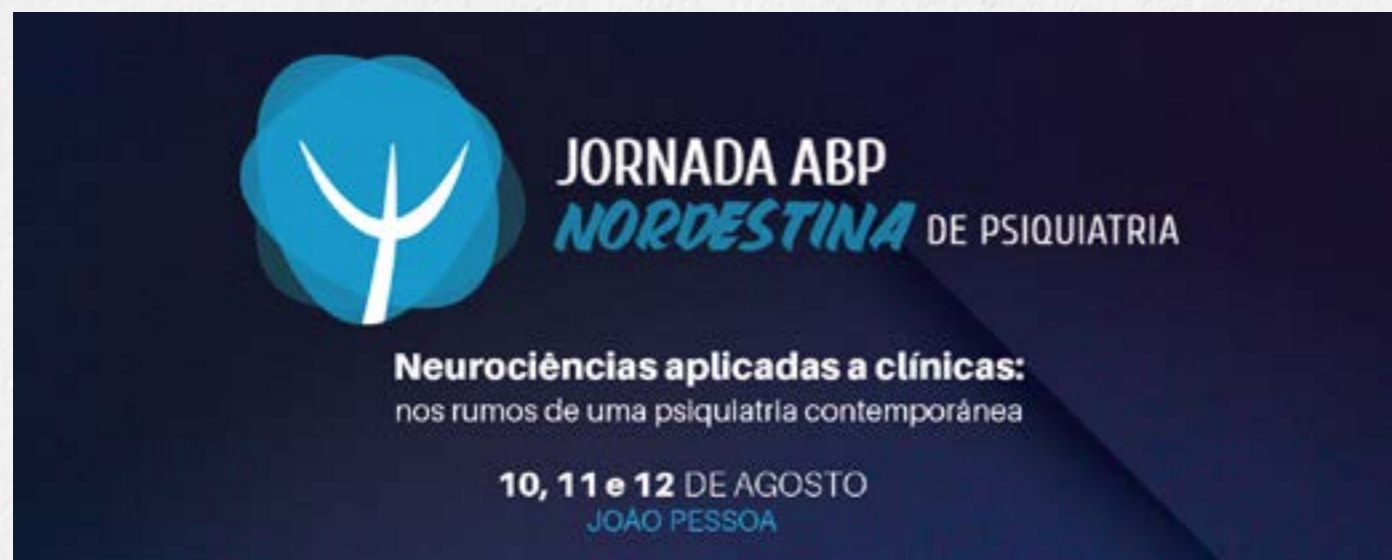 JORNADA ABP
NORDESTINA DE PSIQUIATRIA
Neurociências aplicadas a clínicas:
nos rumos de uma psiquiatria contemporânea
10, 11 e 12 DE AGOSTO
JOÃO PESSOA